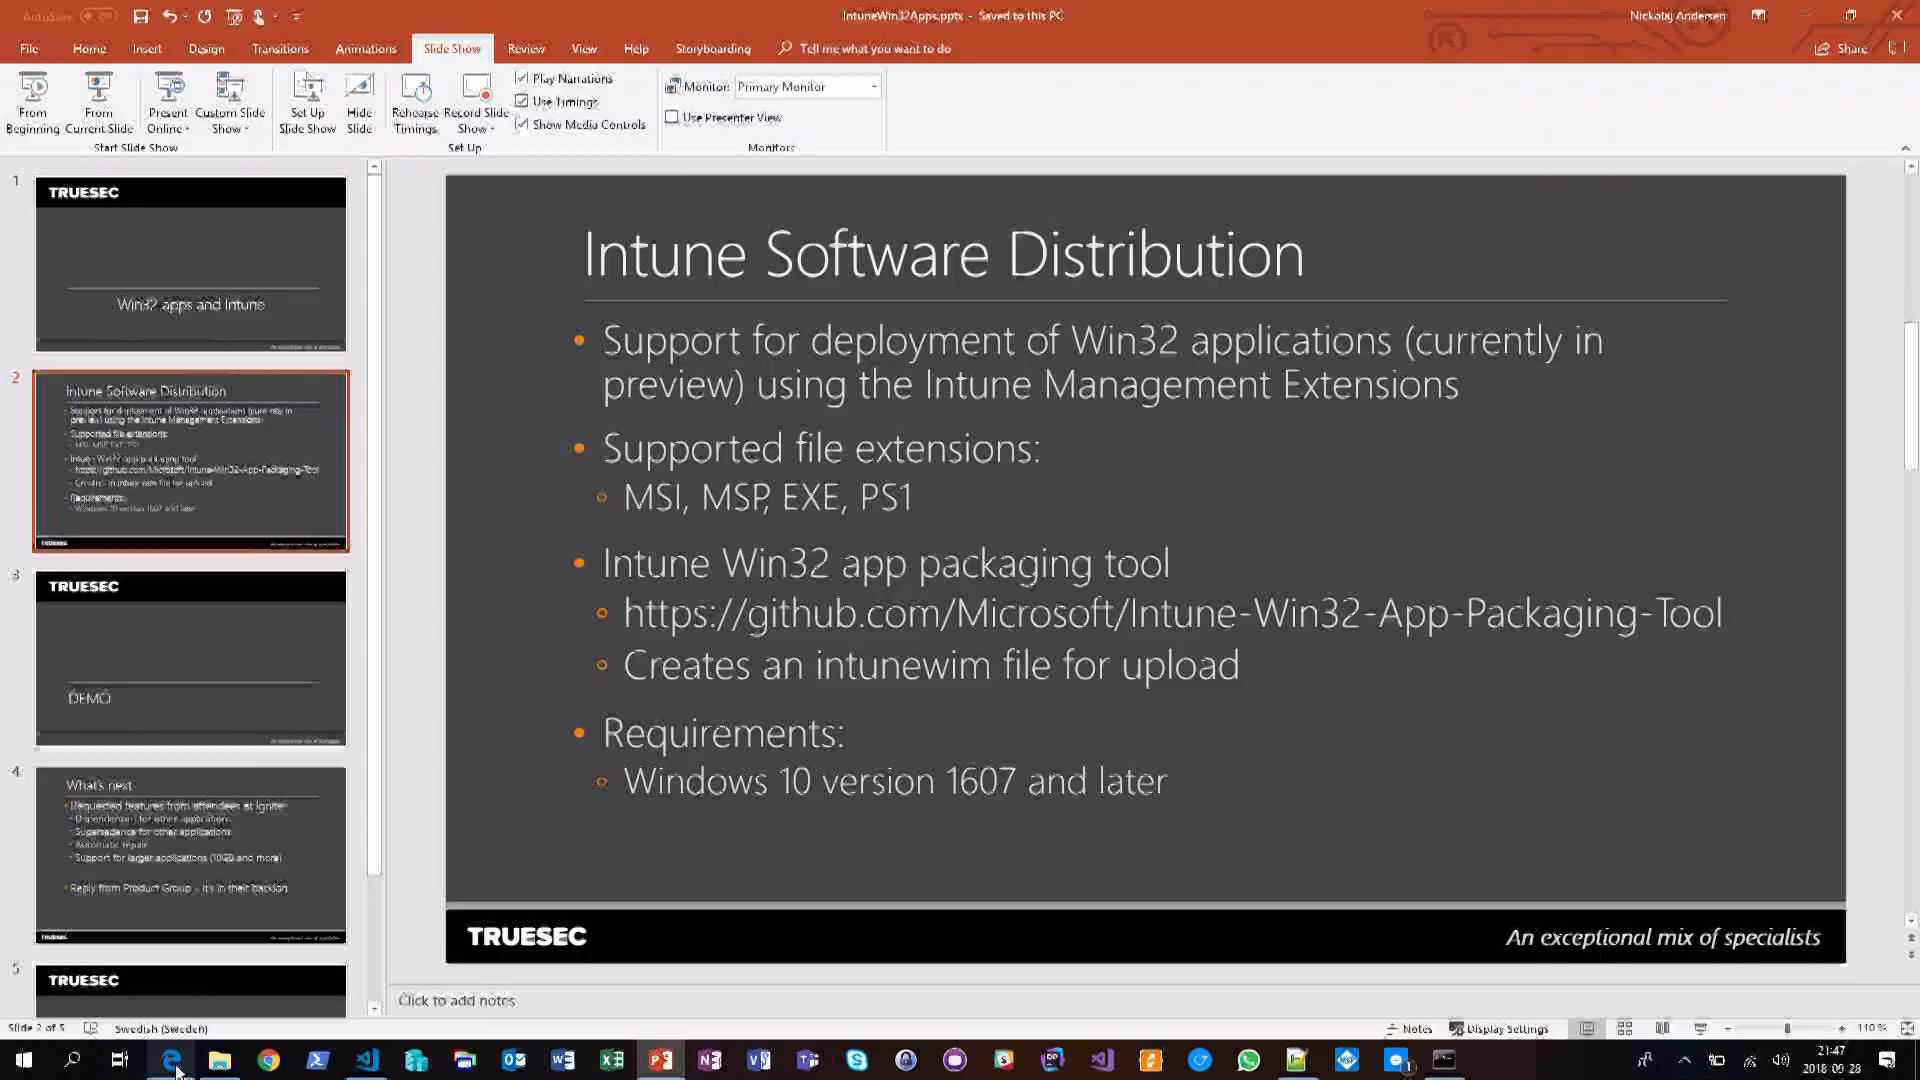 AutoSave
IntuneWin32Apps.pptx - Saved to this PC
Nickolaj Andersen
File Home Insert Design Transitions Animations Slide Show Review View Help Storyboarding Tell me what you want to do
Share
From Beginning
From Current Slide
Present Online
Custom Slide Show
Set Up Slide Show
Hide Slide
Rehearse Timings
Record Slide Show
Play Narrations
Use Timings
Show Media Controls
Monitor: Primary Monitor
Use Presenter View
Start Slide Show
Set Up
Monitors
1
TRUESEC
Win32 apps and Intune
2
Intune Software Distribution
Support for deployment of Win32 applications (currently in
preview) using the Intune Management Extensions
Supported file extensions:
MSI, MSP, EXE, PS1
Intune Win32 app packaging tool
https://github.com/Microsoft/Intune-Win32-App-Packaging-Tool
Creates an intunewim file for upload
Requirements:
Windows 10 version 1607 and later
TRUESEC
3
TRUESEC
DEMO
4
What's next
Requested features from attendees at Ignite
Supersedence for other applications
Automatic repair
Support for larger applications (10GB and more)
Reply from Product Group - it's in their backlog
TRUESEC
5
TRUESEC
Intune Software Distribution
• Support for deployment of Win32 applications (currently in
preview) using the Intune Management Extensions
• Supported file extensions:
MSI, MSP, EXE, PS1
• Intune Win32 app packaging tool
https://github.com/Microsoft/Intune-Win32-App-Packaging-Tool
Creates an intunewim file for upload
• Requirements:
Windows 10 version 1607 and later
TRUESEC
An exceptional mix of specialists
Click to add notes
Slide 2 of 5 Swedish (Sweden)
Notes Display Settings 110 %
21:47
2018-09-28